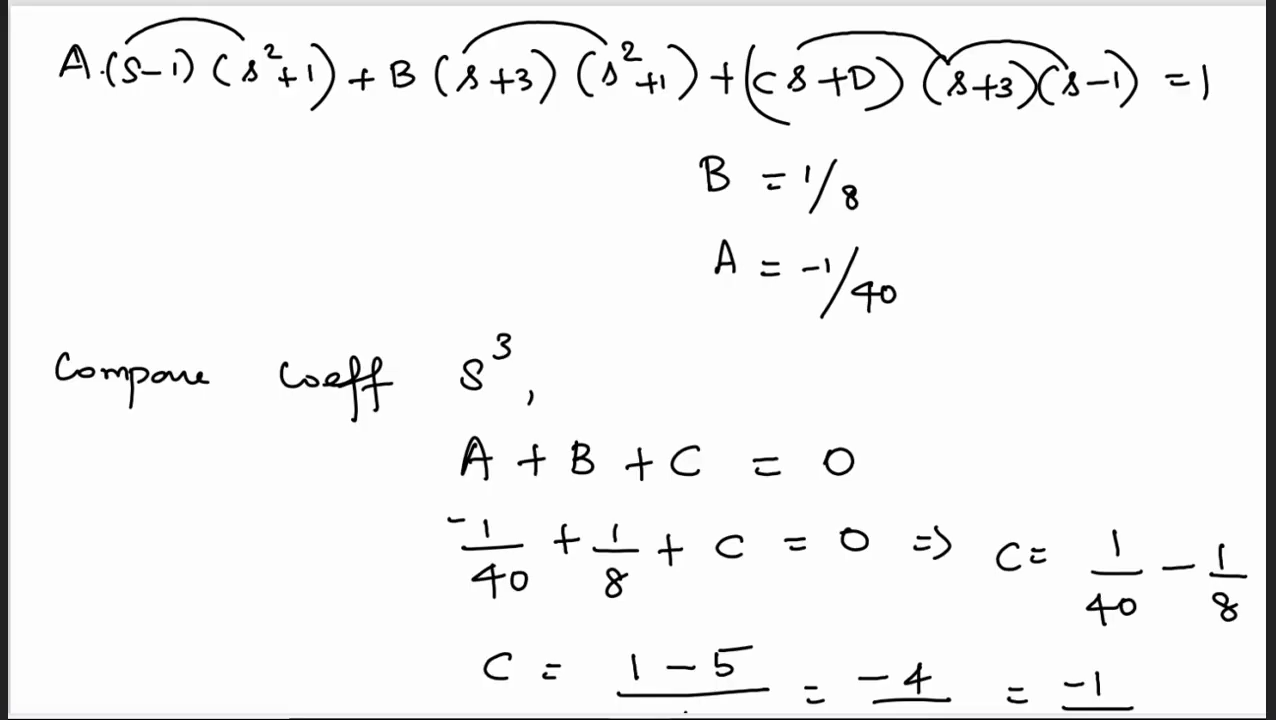 A.(s-1)(s²+1)+B(s+3)(s²+1)+(Cs+D)(s+3)(s-1)=1
B = 1/8
A = -1/40
Compare Coeff s³,
A + B + C = 0
-1/40 + 1/8 + C = 0 => C = 1/40 - 1/8
C = 1-5 = -4 = -1